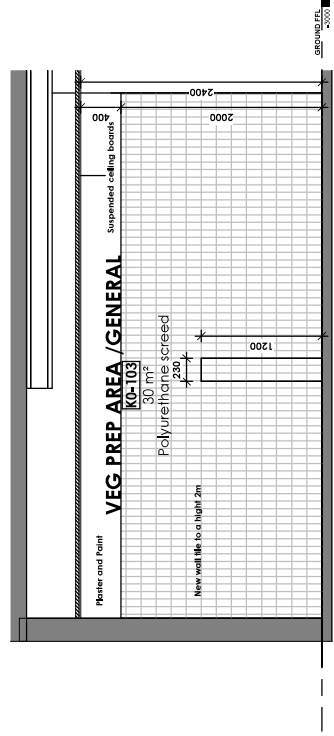 GROUND FFL
-3000
2400
400
2000
Suspended ceiling boards
VEG PREP AREA /GENERAL
K0-103
30 m²
Polyurethane screed
230
1200
Plaster and Paint
New wall tile to a hight 2m